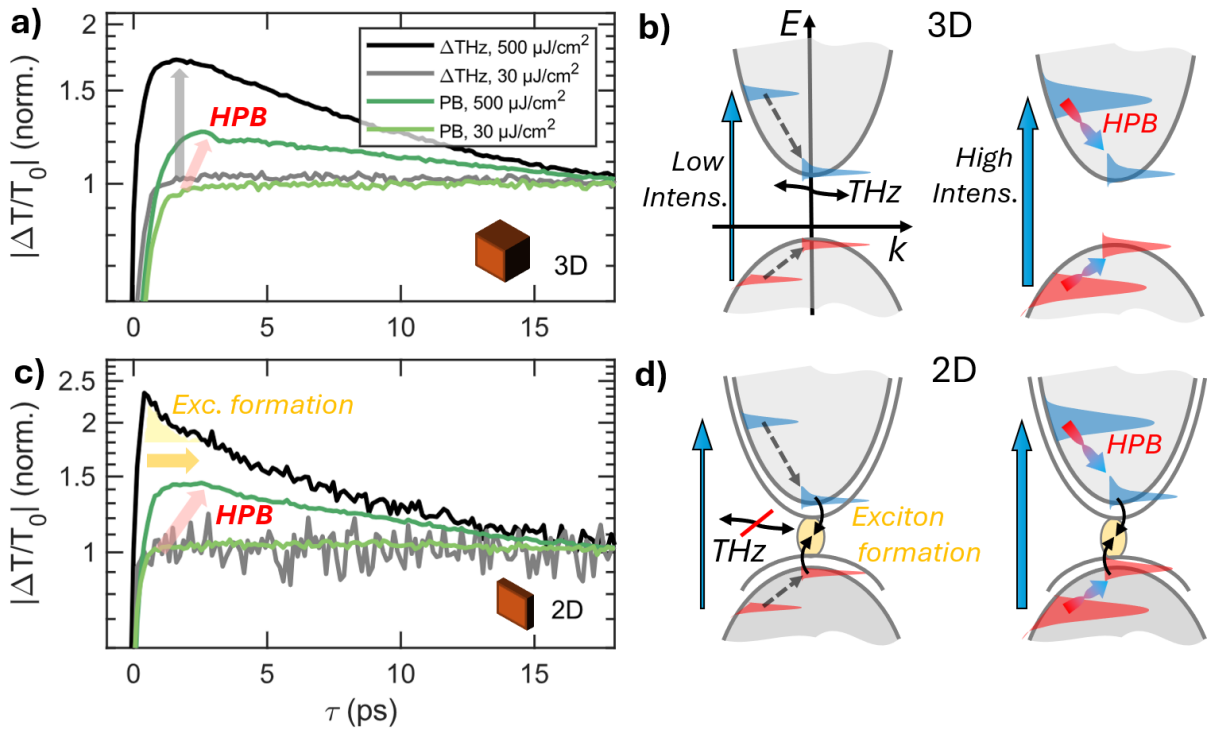 a)
|ΔT/T₀| (norm.)
2
1.5
1
ΔTHz, 500 μJ/cm²
ΔTHz, 30 μJ/cm²
PB, 500 μJ/cm²
PB, 30 μJ/cm²
HPB
3D
0
5
10
15
b)
E
3D
Low
Intens.
THz
k
High
Intens.
HPB
c)
|ΔT/T₀| (norm.)
2.5
2
1.5
1
Exc. formation
HPB
2D
0
5
10
15
τ (ps)
d)
2D
THz
Exciton
formation
HPB